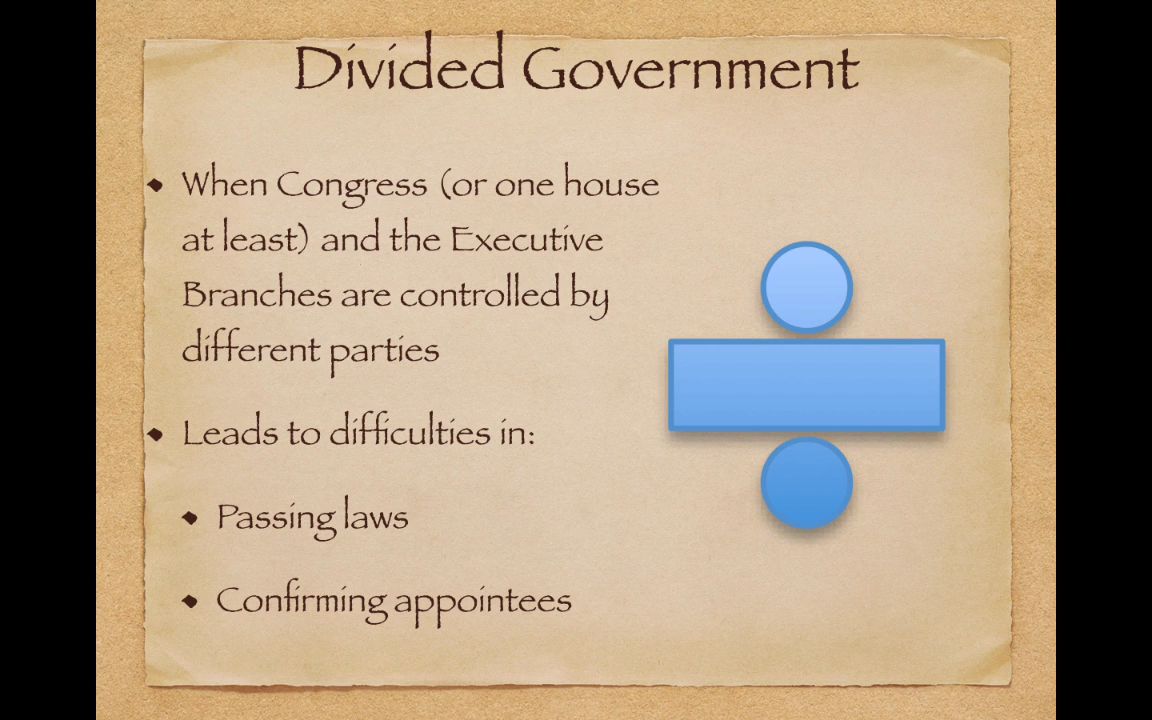 Divided Government
• When Congress (or one house
at least) and the Executive
Branches are controlled by
different parties
• Leads to difficulties in:
• Passing laws
• Confirming appointees